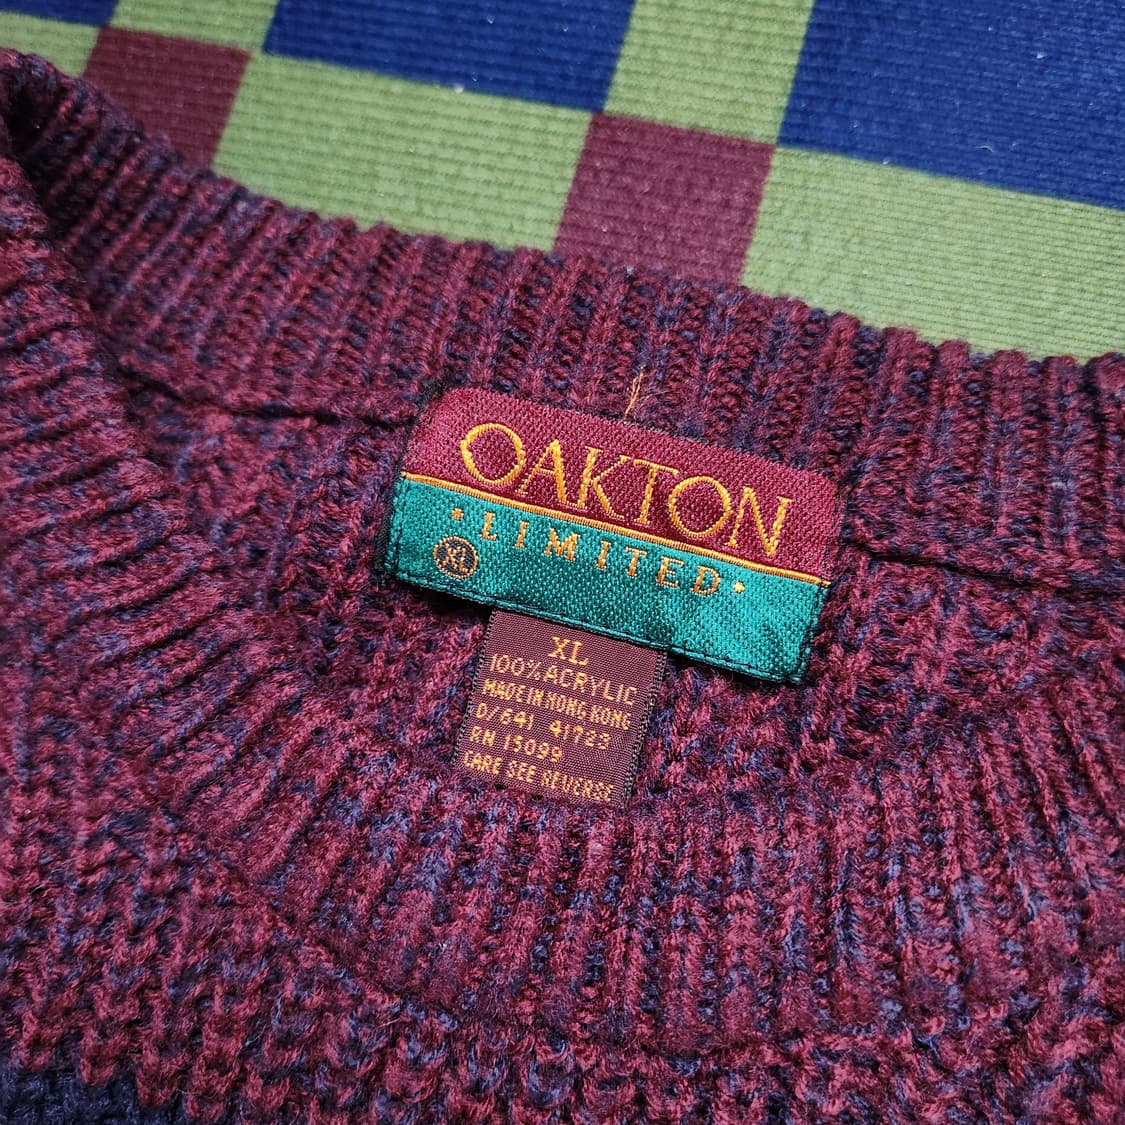 OAKTON
• LIMITED •
XL
XL
100% ACRYLIC
MADE IN HONG KONG
D/641 41723
RN 15099
CARE SEE REVERSE